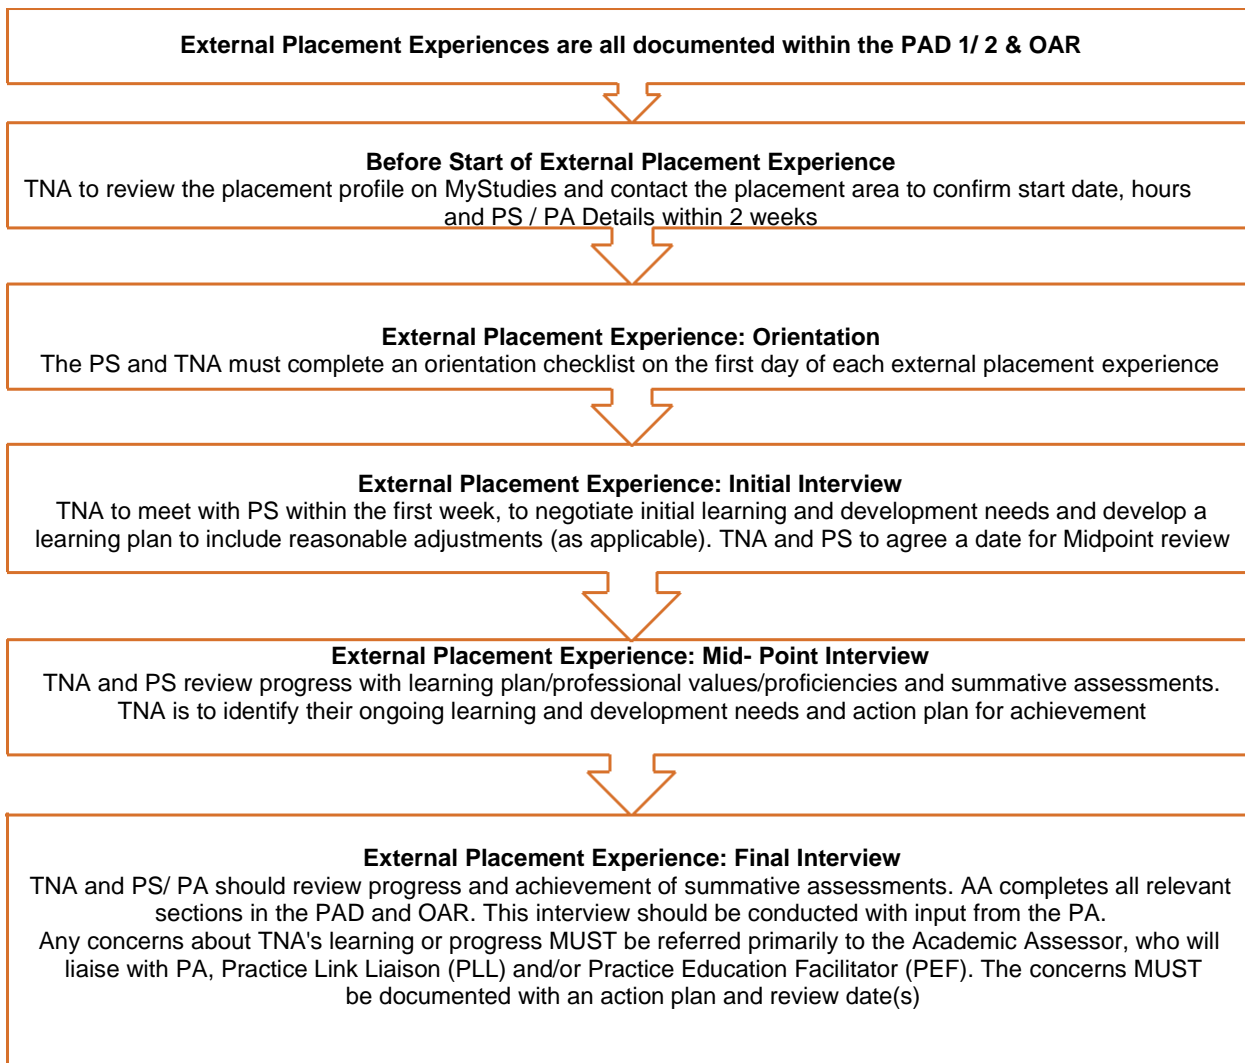 External Placement Experiences are all documented within the PAD 1/ 2 & OAR
Before Start of External Placement Experience
TNA to review the placement profile on MyStudies and contact the placement area to confirm start date, hours
and PS / PA Details within 2 weeks
External Placement Experience: Orientation
The PS and TNA must complete an orientation checklist on the first day of each external placement experience
External Placement Experience: Initial Interview
TNA to meet with PS within the first week, to negotiate initial learning and development needs and develop a
learning plan to include reasonable adjustments (as applicable). TNA and PS to agree a date for Midpoint review
External Placement Experience: Mid- Point Interview
TNA and PS review progress with learning plan/professional values/proficiencies and summative assessments.
TNA is to identify their ongoing learning and development needs and action plan for achievement
External Placement Experience: Final Interview
TNA and PS/ PA should review progress and achievement of summative assessments. AA completes all relevant
sections in the PAD and OAR. This interview should be conducted with input from the PA.
Any concerns about TNA's learning or progress MUST be referred primarily to the Academic Assessor, who will
liaise with PA, Practice Link Liaison (PLL) and/or Practice Education Facilitator (PEF). The concerns MUST
be documented with an action plan and review date(s)